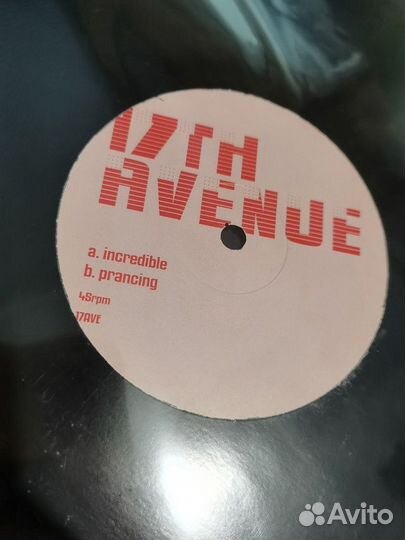 17TH
AVENUE
a. incredible
b. prancing
45rpm
17AVE
Avito